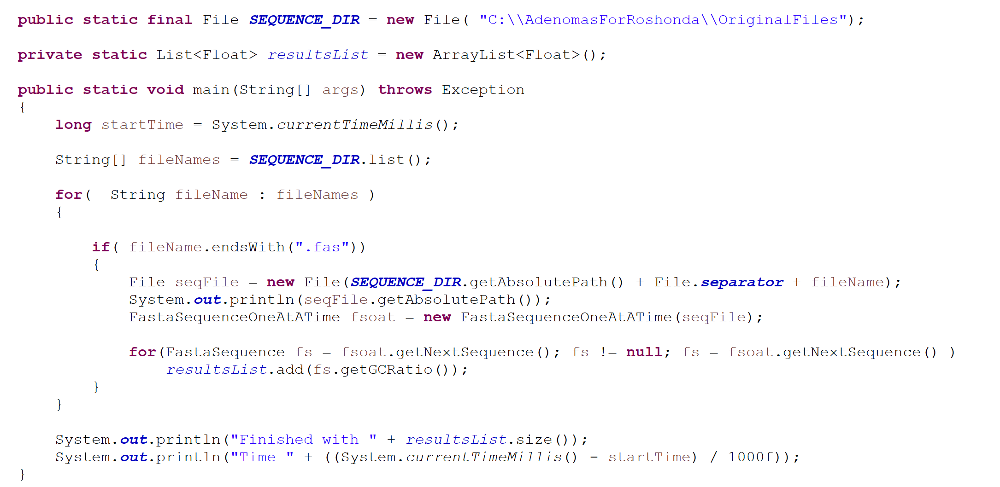 public static final File SEQUENCE_DIR = new File( "C:\\AdenomasForRoshonda\\OriginalFiles");
private static List<Float> resultsList = new ArrayList<Float>();
public static void main(String[] args) throws Exception
{
    long startTime = System.currentTimeMillis();
    String[] fileNames = SEQUENCE_DIR.list();
    for(  String fileName : fileNames )
    {
        if( fileName.endsWith(".fas"))
        {
            File seqFile = new File(SEQUENCE_DIR.getAbsolutePath() + File.separator + fileName);
            System.out.println(seqFile.getAbsolutePath());
            FastaSequenceOneAtATime fsoat = new FastaSequenceOneAtATime(seqFile);
            for(FastaSequence fs = fsoat.getNextSequence(); fs != null; fs = fsoat.getNextSequence() )
                resultsList.add(fs.getGCRatio());
        }
    }
    System.out.println("Finished with " + resultsList.size());
    System.out.println("Time " + ((System.currentTimeMillis() - startTime) / 1000f));
}